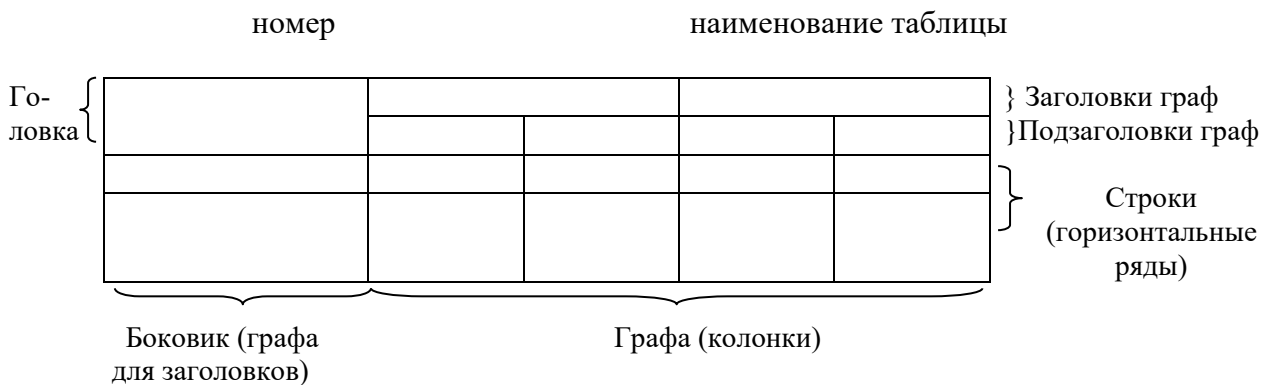 номер наименование таблицы
Го-
ловка
} Заголовки граф
}Подзаголовки граф
Строки
(горизонтальные
ряды)
Боковик (графа
для заголовков)
Графа (колонки)